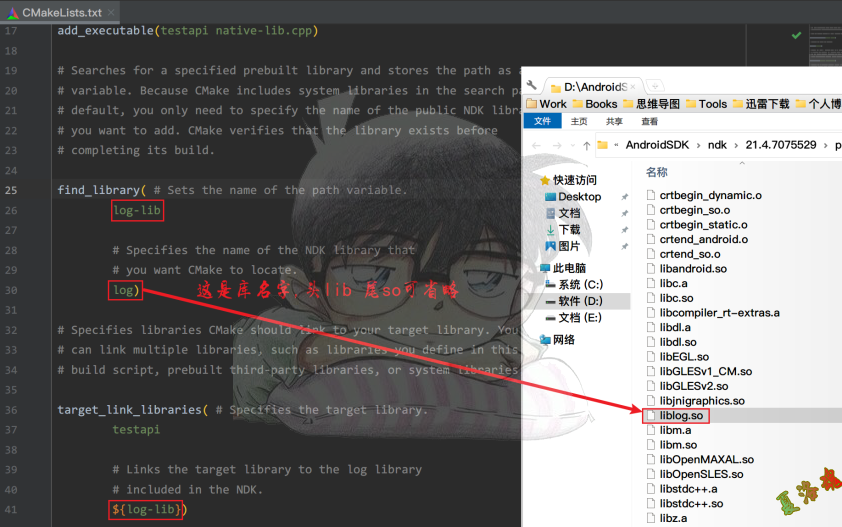 CMakeLists.txt
17 add_executable(testapi native-lib.cpp)
18
19 # Searches for a specified prebuilt library and stores the path as
20 # variable. Because CMake includes system libraries in the search
21 # default, you only need to specify the name of the public NDK
22 # you want to add. CMake verifies that the library exists before
23 # completing its build.
24
25 find_library( # Sets the name of the path variable.
26 log-lib
27
28 # Specifies the name of the NDK library that
29 # you want CMake to locate.
30 log)
这是库名字,头lib 尾so可省略
31
32 # Specifies libraries CMake should link to your target library. You
33 # can link multiple libraries, such as libraries you define in this
34 # build script, prebuilt third-party libraries, or system libraries
35
36 target_link_libraries( # Specifies the target library.
37 testapi
38
39 # Links the target library to the log library
40 # included in the NDK.
41 ${log-lib})
D:\AndroidS
Work Books 思维导图 Tools 迅雷下载 个人博
文件 主页 共享 查看
« AndroidSDK › ndk › 21.4.7075529 › p
快速访问
Desktop
文档
下载
图片
此电脑
系统 (C:)
软件 (D:)
文档 (E:)
网络
名称
crtbegin_dynamic.o
crtbegin_so.o
crtbegin_static.o
crtend_android.o
crtend_so.o
libandroid.so
libc.a
libc.so
libcompiler_rt-extras.a
libdl.a
libdl.so
libEGL.so
libGLESv1_CM.so
libGLESv2.so
libjnigraphics.so
liblog.so
libm.a
libm.so
libOpenMAXAL.so
libOpenSLES.so
libstdc++.a
libstdc++.so
libz.a